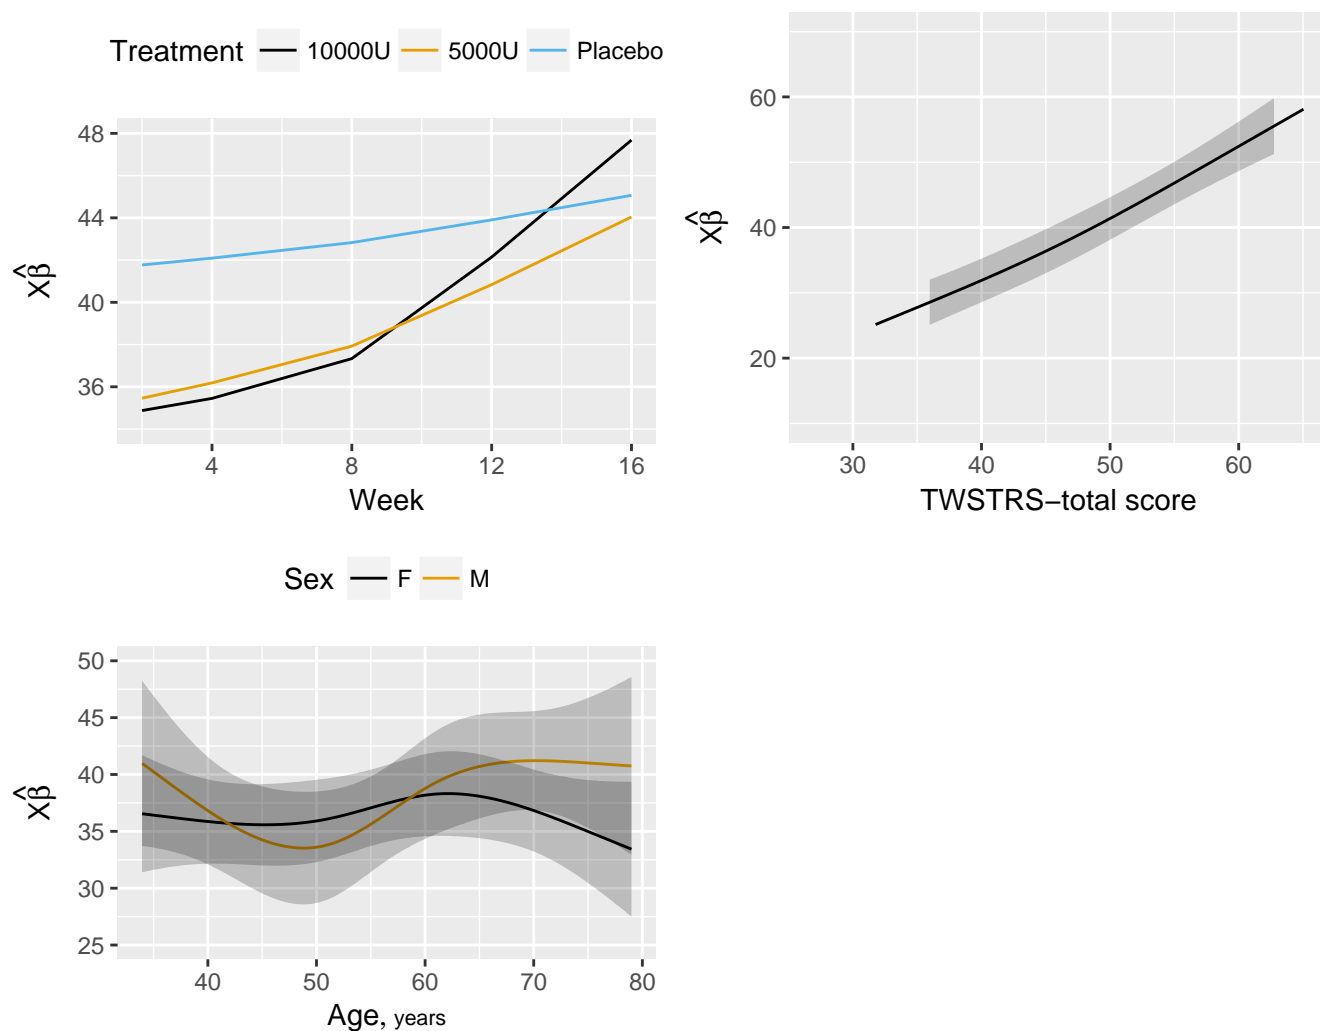 Treatment 10000U 5000U Placebo
48
44
40
36
Xβ̂
4 8 12 16
Week
60
40
20
Xβ̂
30 40 50 60
TWSTRS−total score
Sex F M
50
45
40
35
30
25
Xβ̂
40 50 60 70 80
Age, years